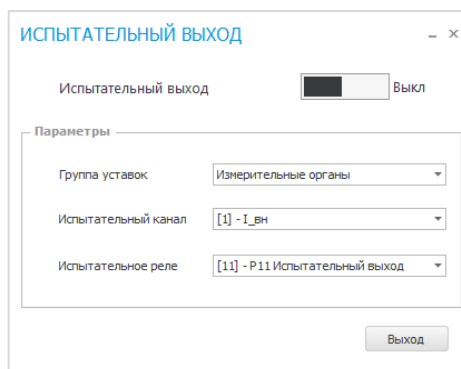 ИСПЫТАТЕЛЬНЫЙ ВЫХОД
Испытательный выход Выкл
Параметры
Группа уставок Измерительные органы
Испытательный канал [1] - I_вн
Испытательное реле [11] - Р11 Испытательный выход
Выход